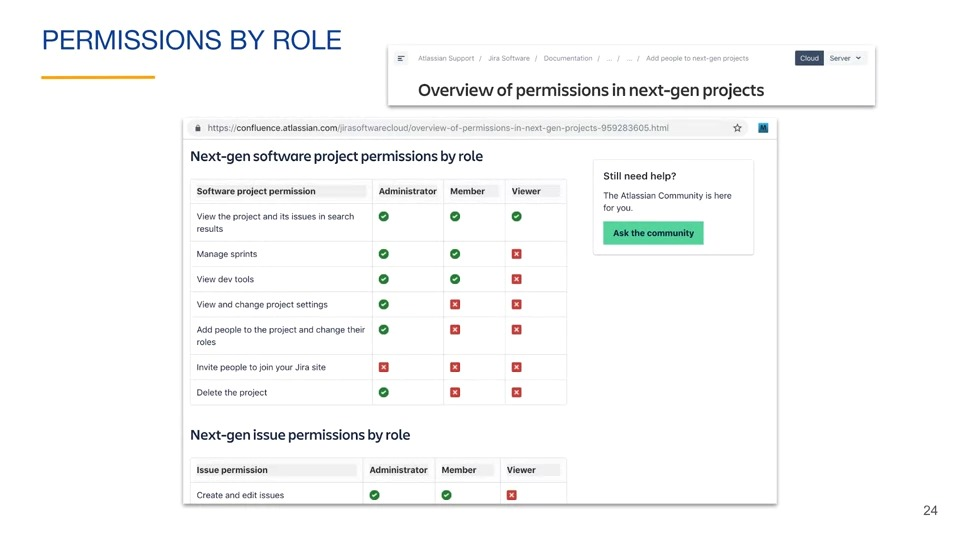 PERMISSIONS BY ROLE
Atlassian Support / Jira Software / Documentation / ... / ... / Add people to next-gen projects
Cloud Server
Overview of permissions in next-gen projects
https://confluence.atlassian.com/jirasoftwarecloud/overview-of-permissions-in-next-gen-projects-959283605.html
M
Next-gen software project permissions by role
Software project permission Administrator Member Viewer
View the project and its issues in search
results
Manage sprints
View dev tools
View and change project settings
Add people to the project and change their
roles
Invite people to join your Jira site
Delete the project
Still need help?
The Atlassian Community is here
for you.
Ask the community
Next-gen issue permissions by role
Issue permission Administrator Member Viewer
Create and edit issues
24